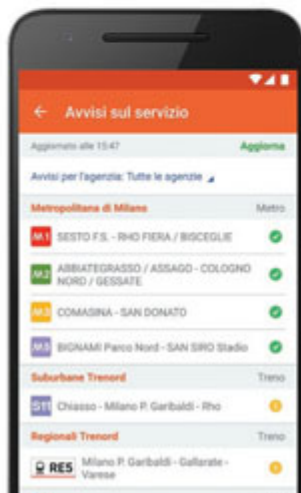 Avvisi sul servizio
Aggiornato alle 15:47 Aggiorna
Avvisi per l'agenzia: Tutte le agenzie
Metropolitana di Milano Metro
M1 SESTO F.S. - RHO FIERA / BISCEGLIE
M2 ABBIATEGRASSO / ASSAGO - COLOGNO
NORD / GESSATE
M3 COMASINA - SAN DONATO
M5 BIGNAMI Parco Nord - SAN SIRO Stadio
Suburbane Trenord Treno
S11 Chiasso - Milano P. Garibaldi - Rho
Regionali Trenord Treno
RE5 Milano P. Garibaldi - Gallarate -
Varese